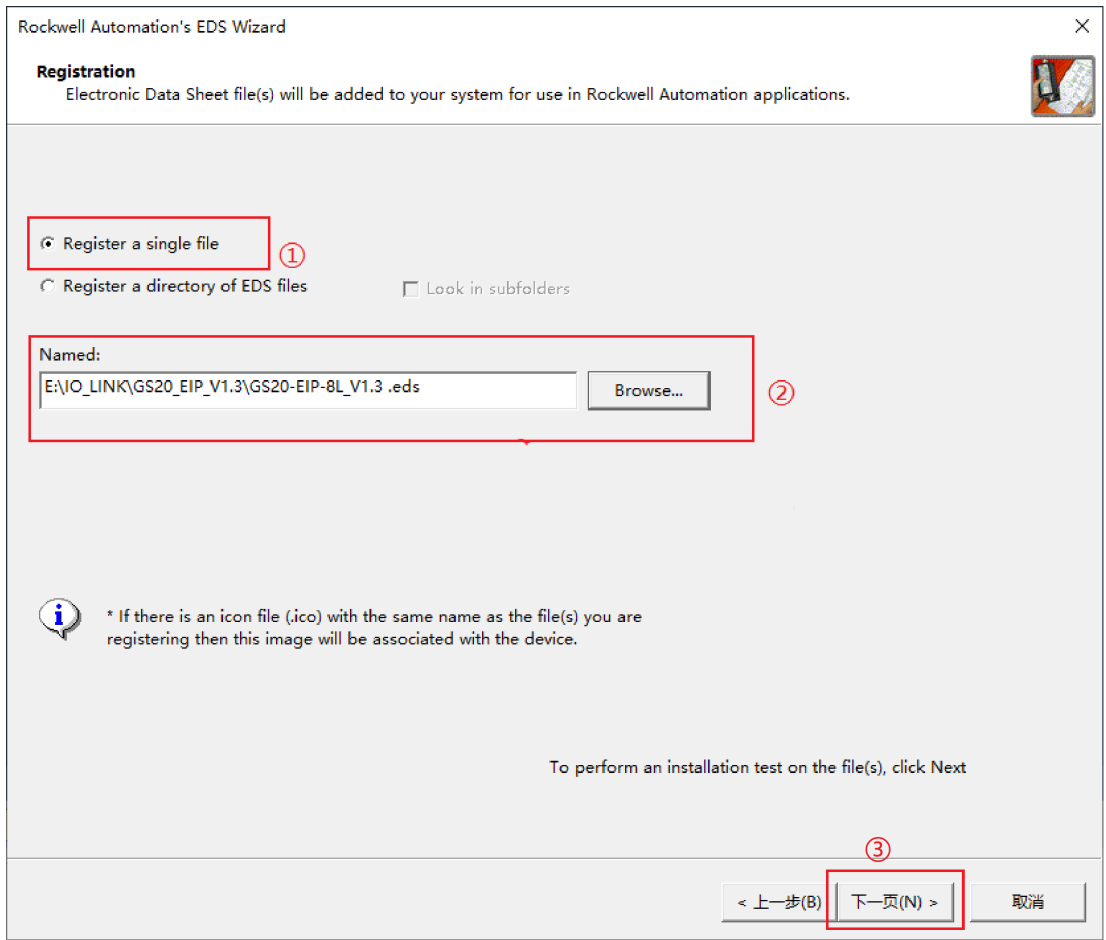 Rockwell Automation's EDS Wizard
Registration
Electronic Data Sheet file(s) will be added to your system for use in Rockwell Automation applications.
Register a single file
①
Register a directory of EDS files
Look in subfolders
Named:
E:\IO_LINK\GS20_EIP_V1.3\GS20-EIP-8L_V1.3 .eds
Browse...
②
* If there is an icon file (.ico) with the same name as the file(s) you are
registering then this image will be associated with the device.
To perform an installation test on the file(s), click Next
③
< 上一步(B)
下一页(N) >
取消